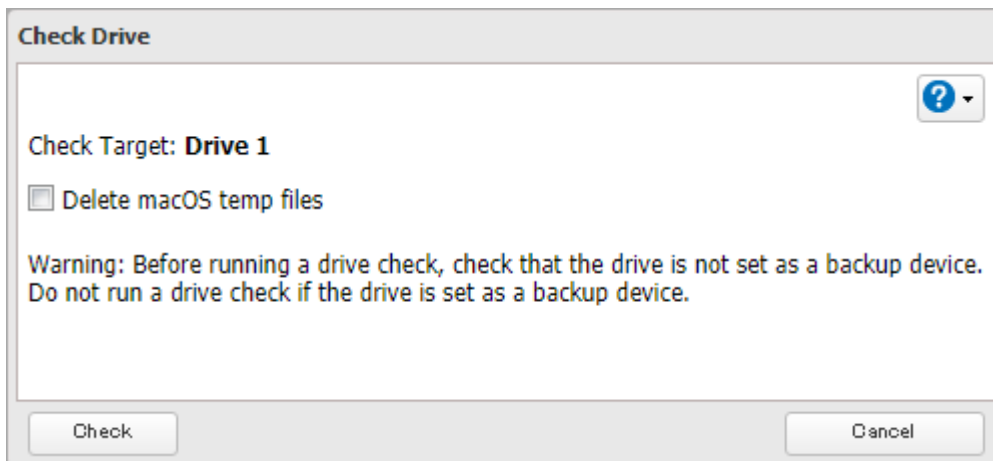 Check Drive
?
Check Target: Drive 1
Delete macOS temp files
Warning: Before running a drive check, check that the drive is not set as a backup device.
Do not run a drive check if the drive is set as a backup device.
Check
Cancel